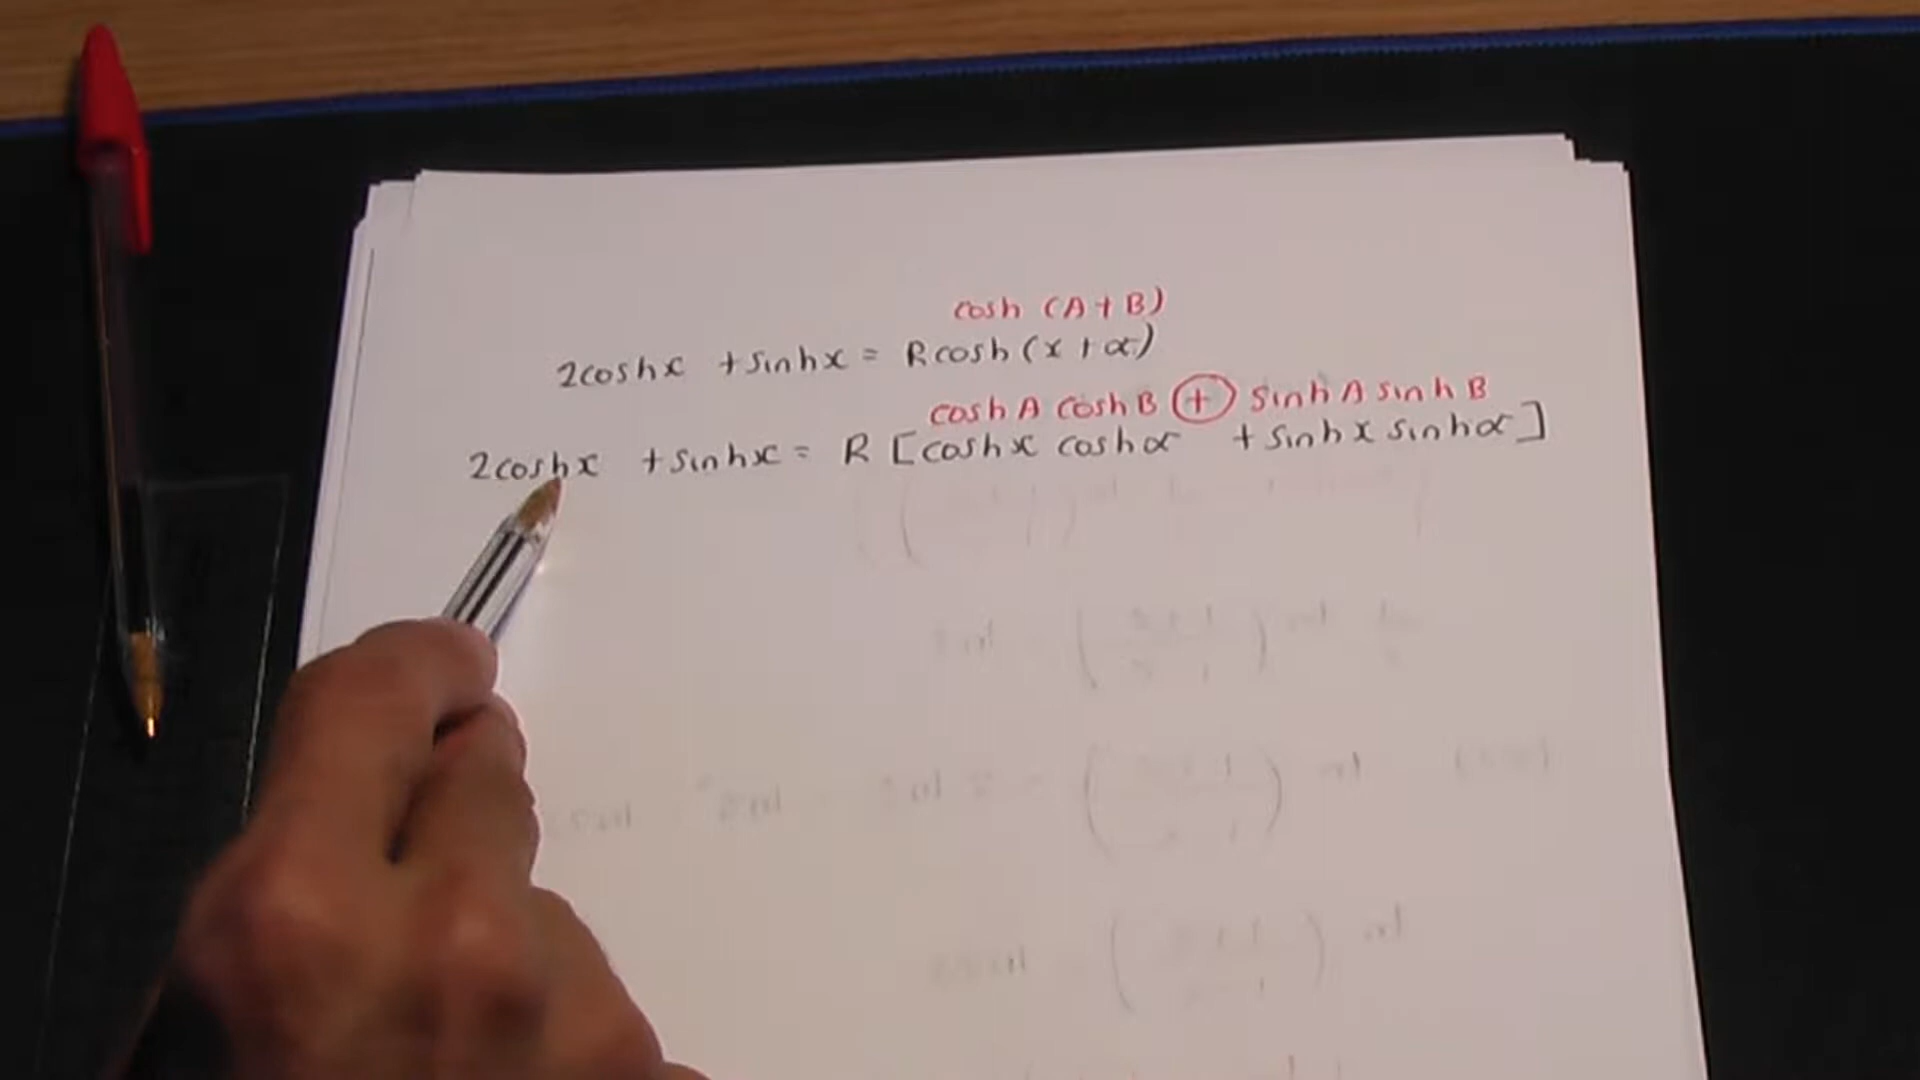 cosh (A+B)
2coshx + sinhx = Rcosh(x+α)
coshA coshB + sinhA sinhB
2coshx + sinhx = R [coshx coshα + sinhx sinhα]